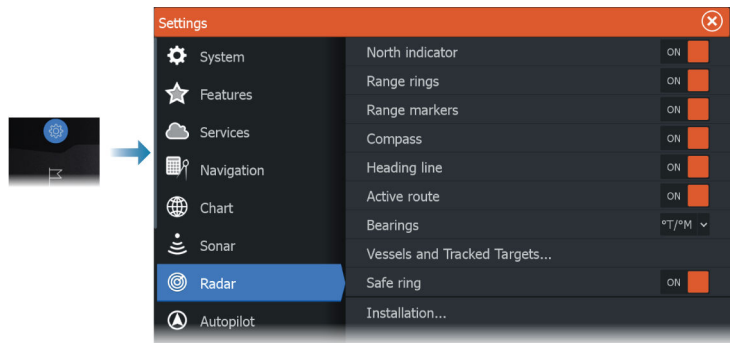 Settings
System
Features
Services
Navigation
Chart
Sonar
Radar
Autopilot
North indicator ON
Range rings ON
Range markers ON
Compass ON
Heading line ON
Active route ON
Bearings °T/°M
Vessels and Tracked Targets...
Safe ring ON
Installation...